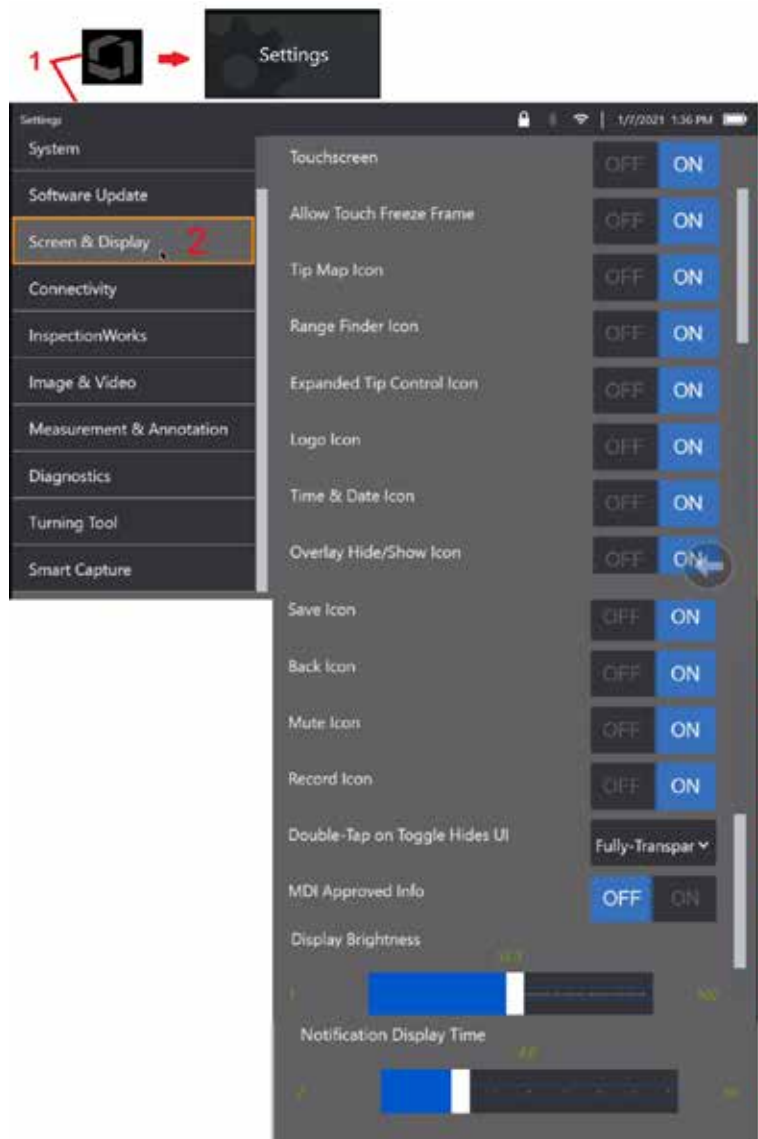 1
Settings
Settings
1/7/2021 1:36 PM
System
Software Update
Screen & Display 2
Connectivity
InspectionWorks
Image & Video
Measurement & Annotation
Diagnostics
Turning Tool
Smart Capture
Touchscreen OFF ON
Allow Touch Freeze Frame OFF ON
Tip Map Icon OFF ON
Range Finder Icon OFF ON
Expanded Tip Control Icon OFF ON
Logo Icon OFF ON
Time & Date Icon OFF ON
Overlay Hide/Show Icon OFF ON
Save Icon OFF ON
Back Icon OFF ON
Mute Icon OFF ON
Record Icon OFF ON
Double-Tap on Toggle Hides UI Fully-Transpar
MDI Approved Info OFF ON
Display Brightness
1 100
Notification Display Time